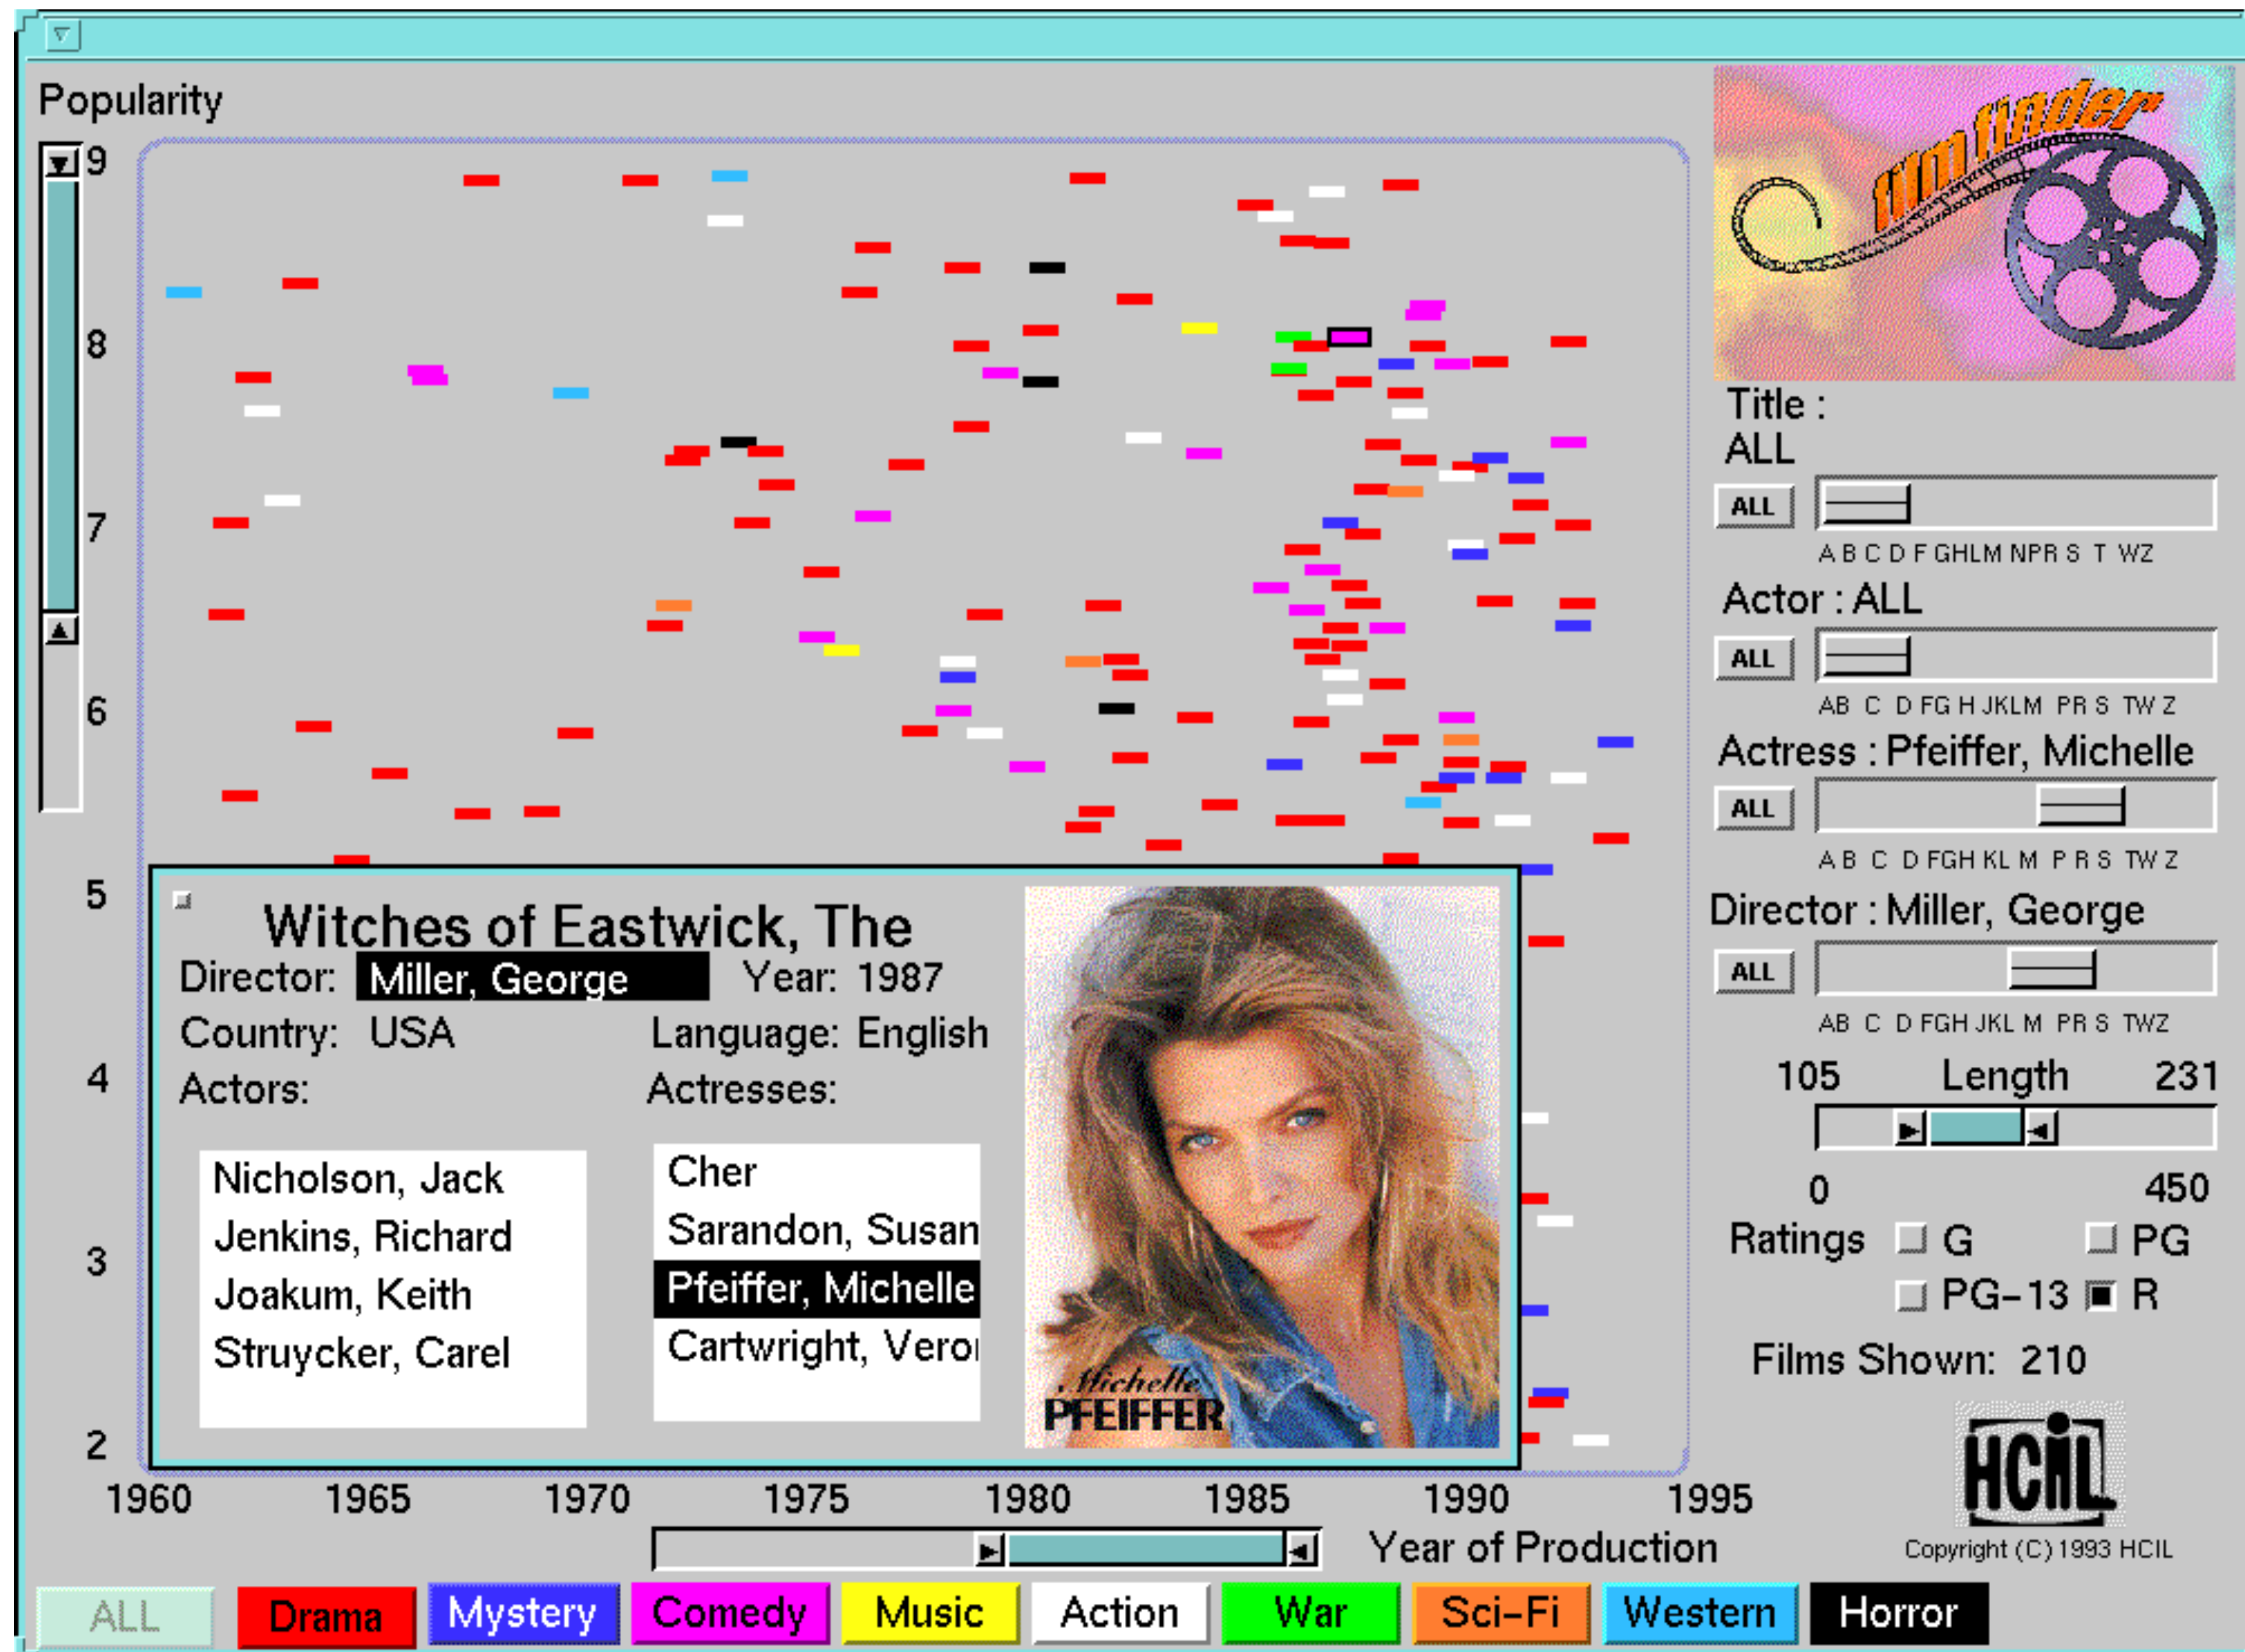 Popularity
film finder
9
8
7
6
5
4
3
2
Title :
ALL
ALL
A B C D F GHLM NPR S T WZ
Actor : ALL
ALL
AB C D FG H JKLM PR S TW Z
Actress : Pfeiffer, Michelle
ALL
A B C D FGH KL M P R S TW Z
Director : Miller, George
ALL
AB C D FGH JKL M PR S TWZ
105 Length 231
0 450
Ratings G PG
PG-13 R
Films Shown: 210
HCIL
Copyright (C) 1993 HCIL
Witches of Eastwick, The
Director: Miller, George Year: 1987
Country: USA Language: English
Actors: Actresses:
Nicholson, Jack
Jenkins, Richard
Joakum, Keith
Struycker, Carel
Cher
Sarandon, Susan
Pfeiffer, Michelle
Cartwright, Vero
Michelle
PFEIFFER
1960 1965 1970 1975 1980 1985 1990 1995
Year of Production
ALL Drama Mystery Comedy Music Action War Sci-Fi Western Horror